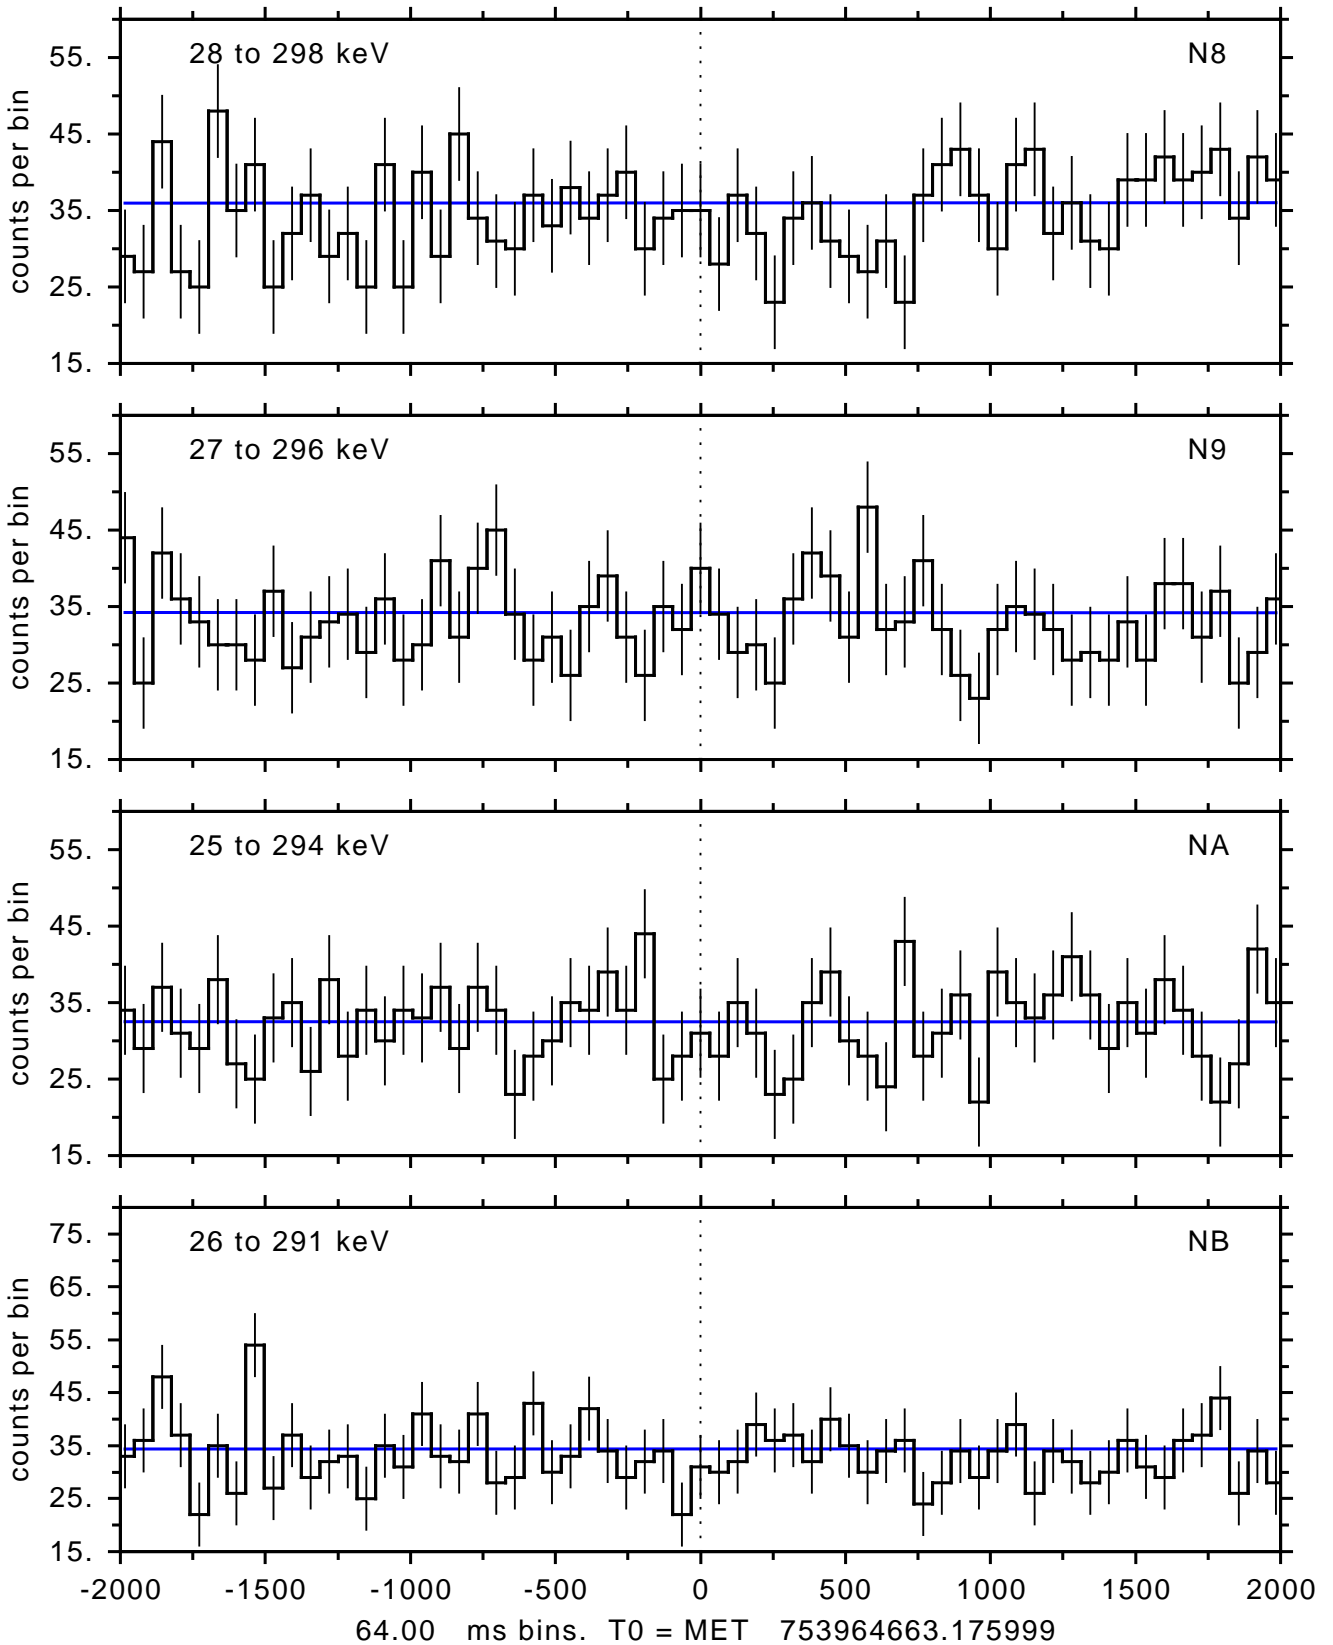 28 to 298 keV N8
55.
45.
35.
25.
15.
counts per bin
27 to 296 keV N9
55.
45.
35.
25.
15.
counts per bin
25 to 294 keV NA
55.
45.
35.
25.
15.
counts per bin
26 to 291 keV NB
75.
65.
55.
45.
35.
25.
15.
counts per bin
-2000 -1500 -1000 -500 0 500 1000 1500 2000
64.00 ms bins. T0 = MET 753964663.175999